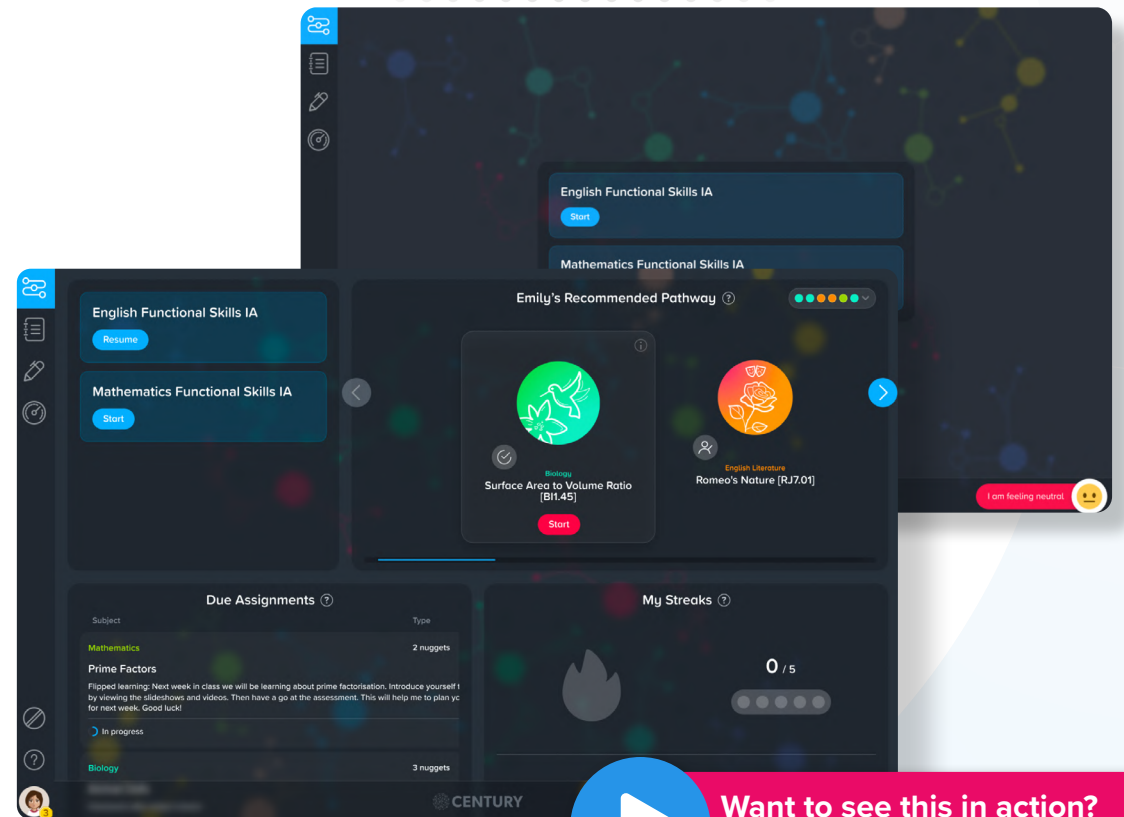 English Functional Skills IA
Start
Mathematics Functional Skills IA
I am feeling neutral
English Functional Skills IA
Resume
Mathematics Functional Skills IA
Start
Emily's Recommended Pathway ?
Biology
Surface Area to Volume Ratio
[BI1.45]
Start
English Literature
Romeo's Nature [RJ7.01]
Due Assignments ?
Subject Type
Mathematics 2 nuggets
Prime Factors
Flipped learning: Next week in class we will be learning about prime factorisation. Introduce yourself t
by viewing the slideshows and videos. Then have a go at the assessment. This will help me to plan yo
for next week. Good luck!
In progress
Biology 3 nuggets
My Streaks ?
0 / 5
?
3
CENTURY
Want to see this in action?